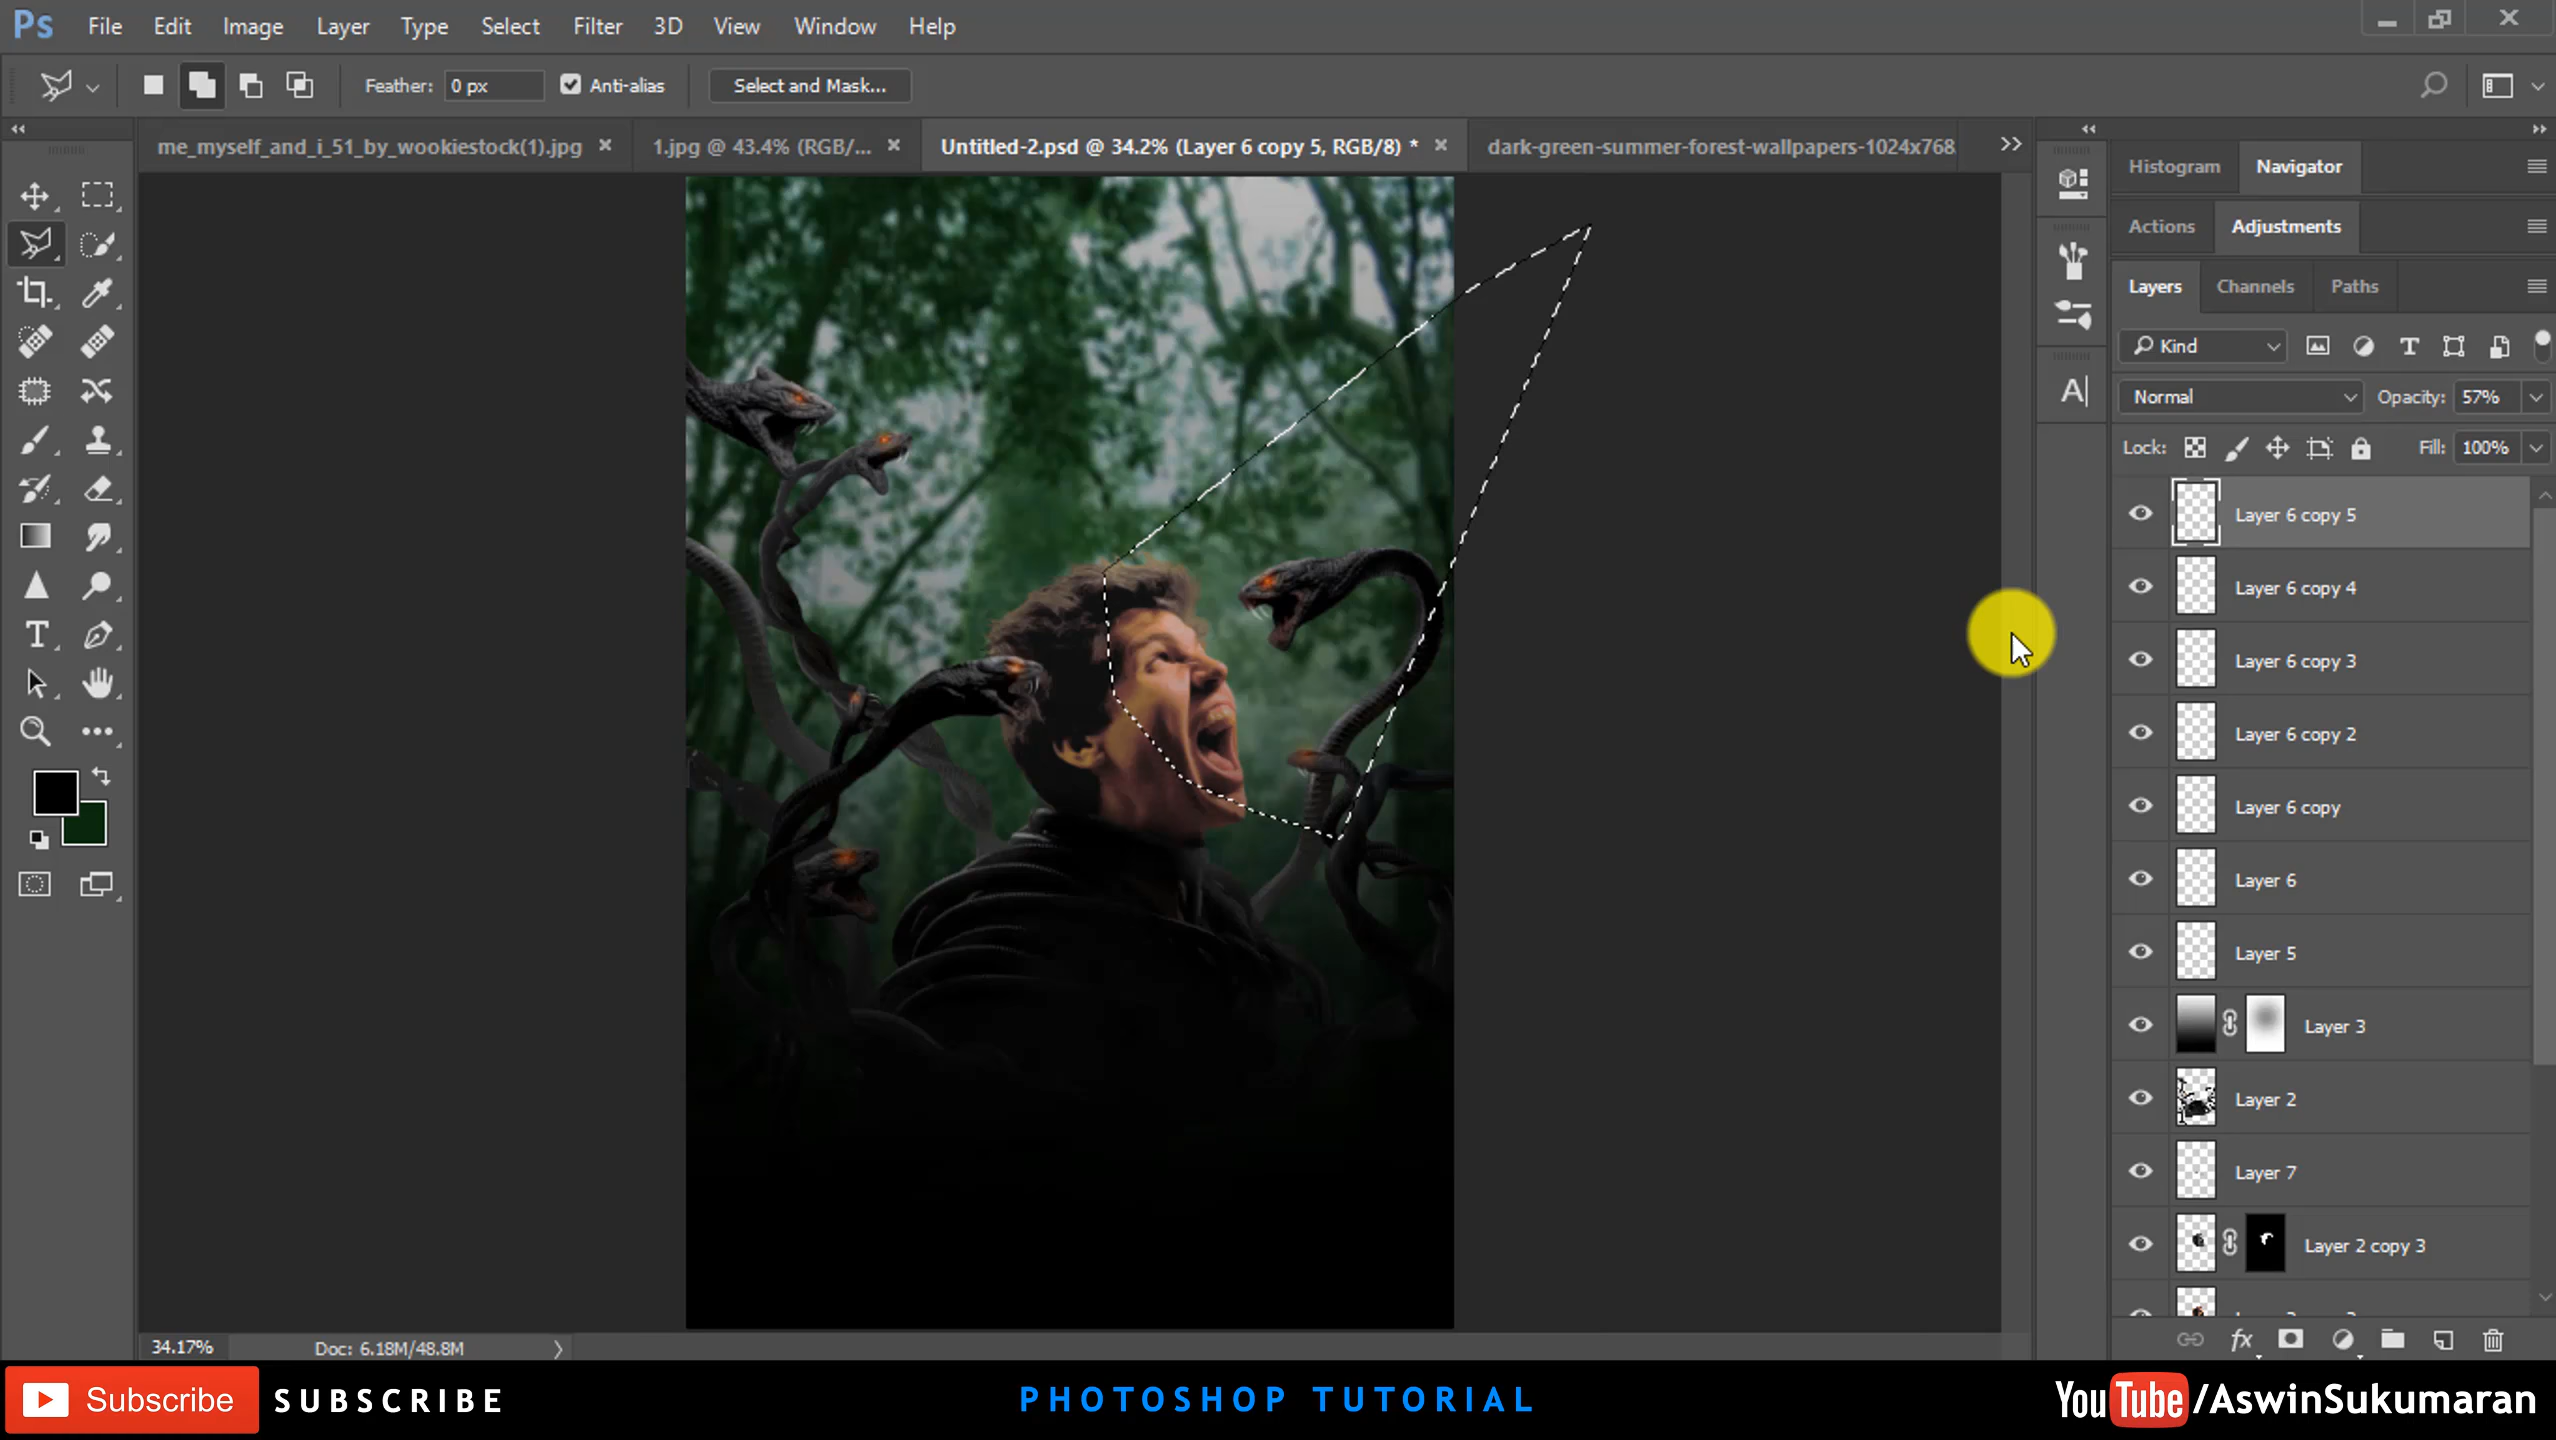 Ps File Edit Image Layer Type Select Filter 3D View Window Help
Feather: 0 px Anti-alias Select and Mask...
me_myself_and_i_51_by_wookiestock(1).jpg 1.jpg @ 43.4% (RGB/... Untitled-2.psd @ 34.2% (Layer 6 copy 5, RGB/8) * dark-green-summer-forest-wallpapers-1024x768
Histogram Navigator
Actions Adjustments
Layers Channels Paths
Kind
Normal Opacity: 57%
Lock: Fill: 100%
Layer 6 copy 5
Layer 6 copy 4
Layer 6 copy 3
Layer 6 copy 2
Layer 6 copy
Layer 6
Layer 5
Layer 3
Layer 2
Layer 7
Layer 2 copy 3
34.17% Doc: 6.18M/48.8M
Subscribe SUBSCRIBE PHOTOSHOP TUTORIAL YouTube/AswinSukumaran